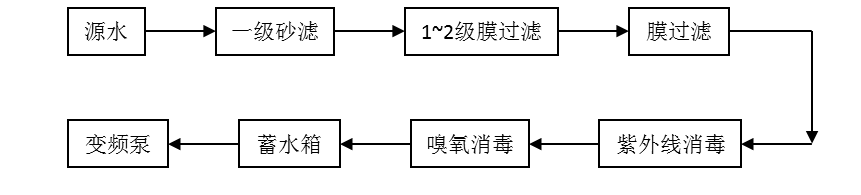 源水
一级砂滤
1~2级膜过滤
膜过滤
紫外线消毒
嗅氧消毒
蓄水箱
变频泵